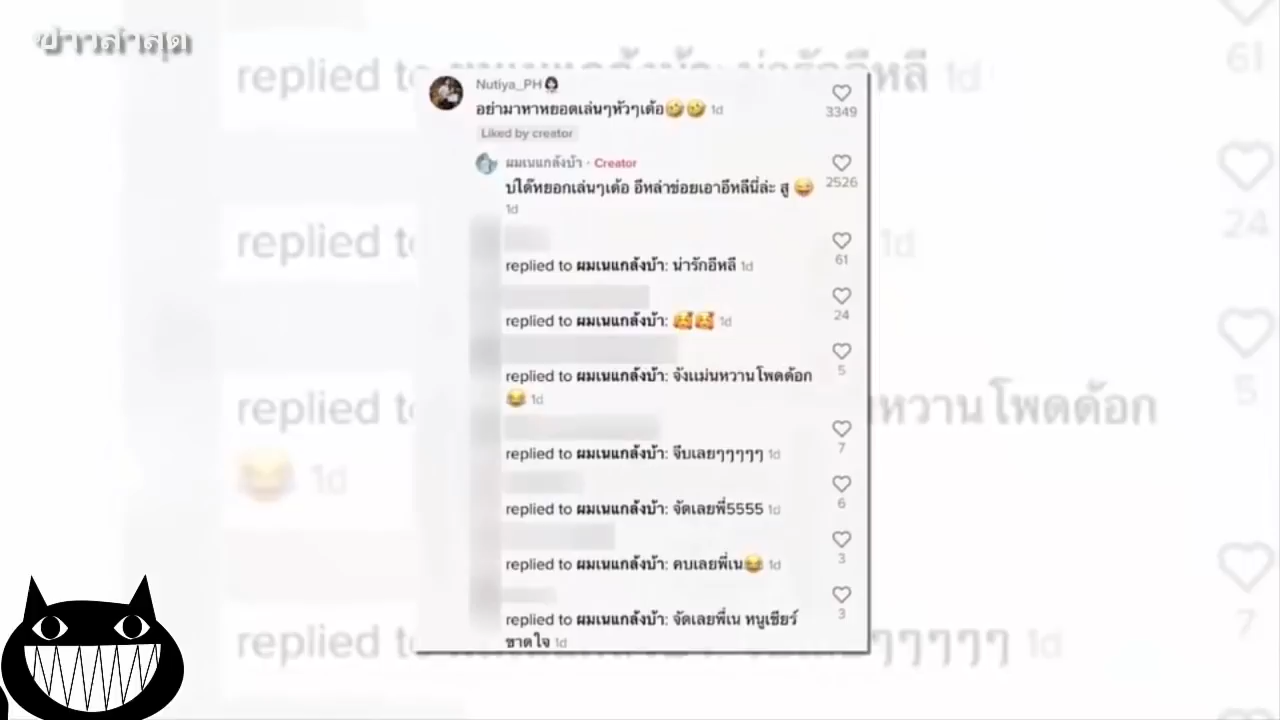 ข่าวล่าสุด
Nutiya_PH
อย่ามาหาหยอดเล่นๆหัวๆเด้อ🤣🤣 1d
3349
Liked by creator
ผมเนแกล้งบ้า · Creator
บ่ได๊หยอกเล่นๆเด้อ อีหล่าข่อยเอาอีหลีนี่ล่ะ สู 😅
2526
1d
replied to ผมเนแกล้งบ้า: น่ารักอีหลี 1d
61
replied to ผมเนแกล้งบ้า: 🥰🥰 1d
24
replied to ผมเนแกล้งบ้า: จังแม่นหวานโพดด้อก
😂 1d
5
replied to ผมเนแกล้งบ้า: จีบเลยๆๆๆๆๆ 1d
7
replied to ผมเนแกล้งบ้า: จัดเลยพี่5555 1d
6
replied to ผมเนแกล้งบ้า: คบเลยพี่เน😂 1d
3
replied to ผมเนแกล้งบ้า: จัดเลยพี่เน หนูเชียร์
ขาดใจ 1d
3